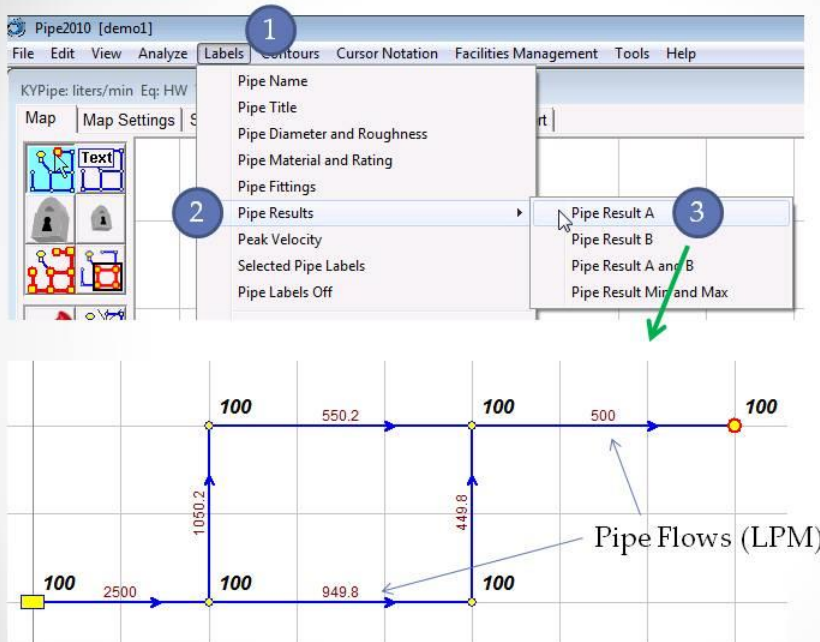 Pipe2010 [demo1]
1
File Edit View Analyze Labels Contours Cursor Notation Facilities Management Tools Help
KYPipe: liters/min Eq: HW
Map Map Settings S rt
Text
Pipe Name
Pipe Title
Pipe Diameter and Roughness
Pipe Material and Rating
Pipe Fittings
2 Pipe Results
Pipe Result A 3
Peak Velocity
Pipe Result B
Selected Pipe Labels
Pipe Result A and B
Pipe Labels Off
Pipe Result Min and Max
100 550.2 100 500 100
1050.2 449.8
Pipe Flows (LPM)
100 2500 100 949.8 100